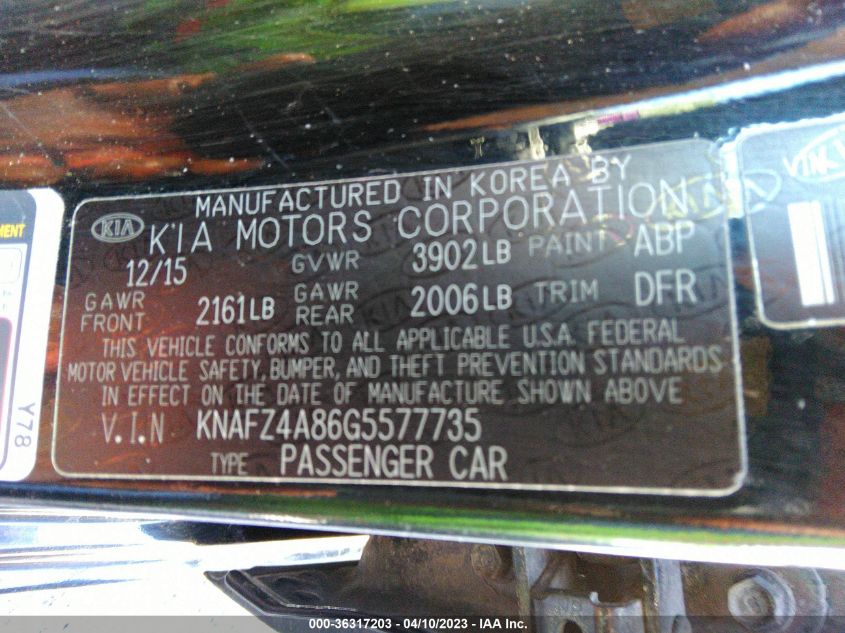 MANUFACTURED IN KOREA BY
KIA KIA MOTORS CORPORATION
12/15 GVWR 3902LB PAINT ABP
GAWR FRONT 2161LB GAWR REAR 2006LB TRIM DFR
THIS VEHICLE CONFORMS TO ALL APPLICABLE U.S.A. FEDERAL
MOTOR VEHICLE SAFETY, BUMPER, AND THEFT PREVENTION STANDARDS
IN EFFECT ON THE DATE OF MANUFACTURE SHOWN ABOVE
V.I.N KNAFZ4A86G5577735
TYPE PASSENGER CAR
Y78
000-36317203 - 04/10/2023 - IAA Inc.